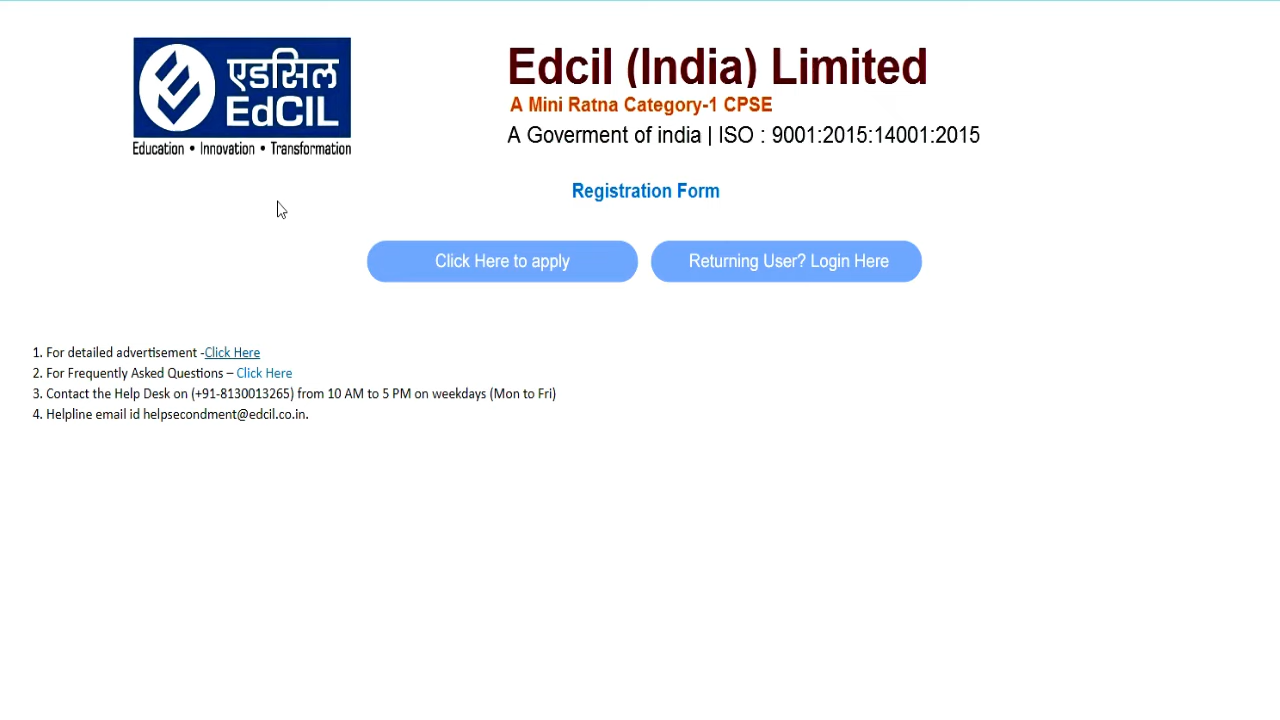 एडसिल
EdCIL
Education • Innovation • Transformation
Edcil (India) Limited
A Mini Ratna Category-1 CPSE
A Goverment of india | ISO : 9001:2015:14001:2015
Registration Form
Click Here to apply
Returning User? Login Here
1. For detailed advertisement -Click Here
2. For Frequently Asked Questions – Click Here
3. Contact the Help Desk on (+91-8130013265) from 10 AM to 5 PM on weekdays (Mon to Fri)
4. Helpline email id helpsecondment@edcil.co.in.